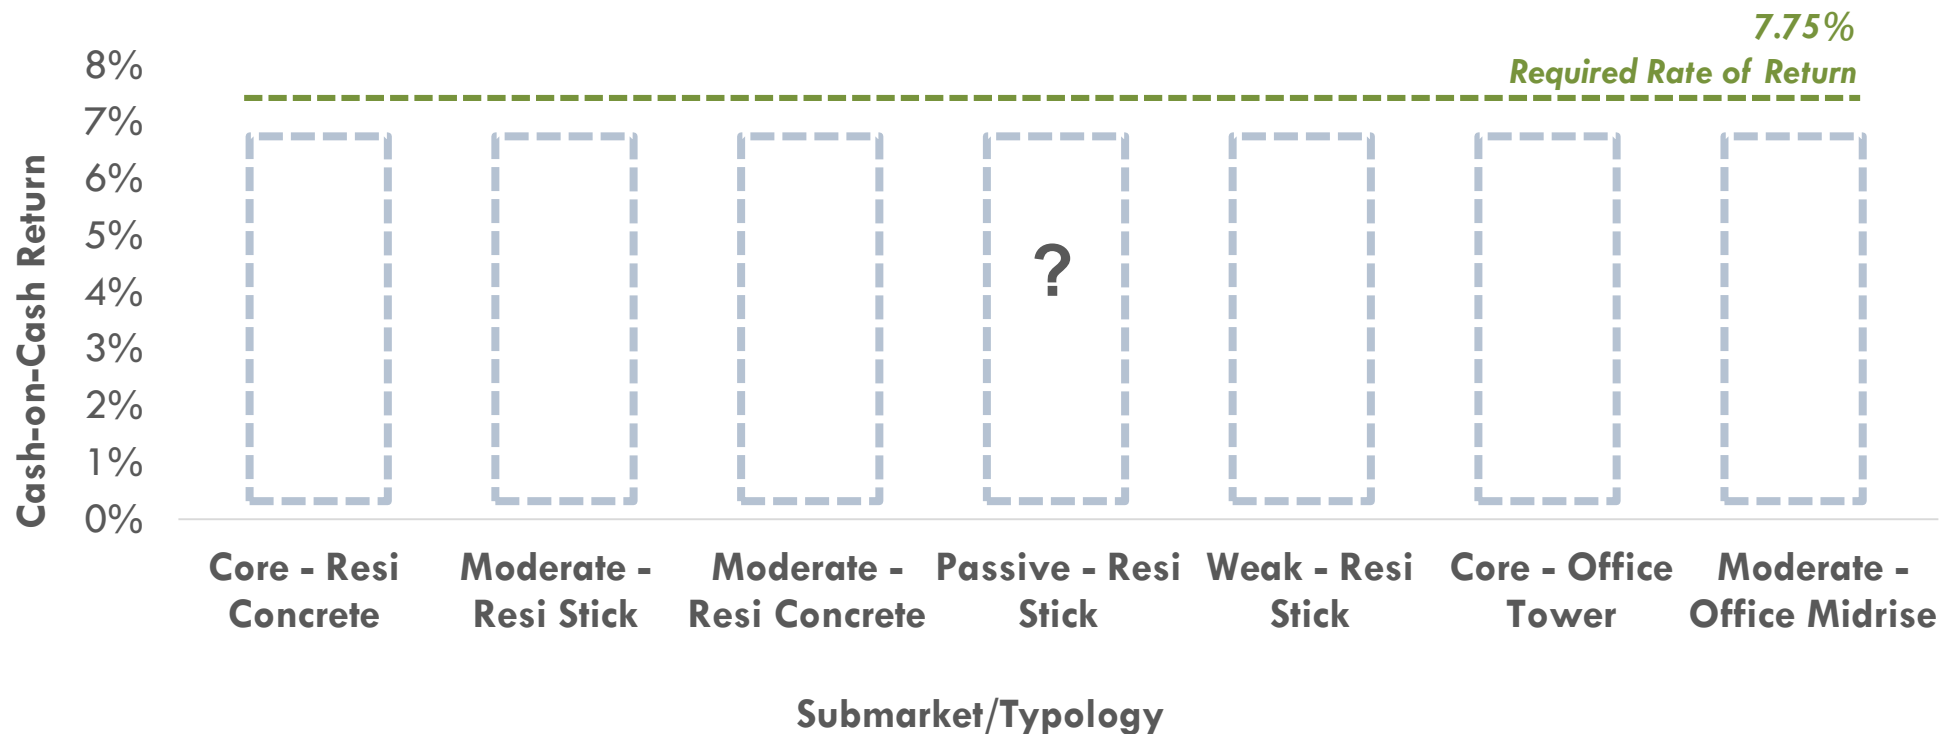 7.75%
Required Rate of Return
Cash-on-Cash Return
8%
7%
6%
5%
4%
3%
2%
1%
0%
?
Core - Resi
Concrete
Moderate -
Resi Stick
Moderate -
Resi Concrete
Passive - Resi
Stick
Weak - Resi
Stick
Core - Office
Tower
Moderate -
Office Midrise
Submarket/Typology